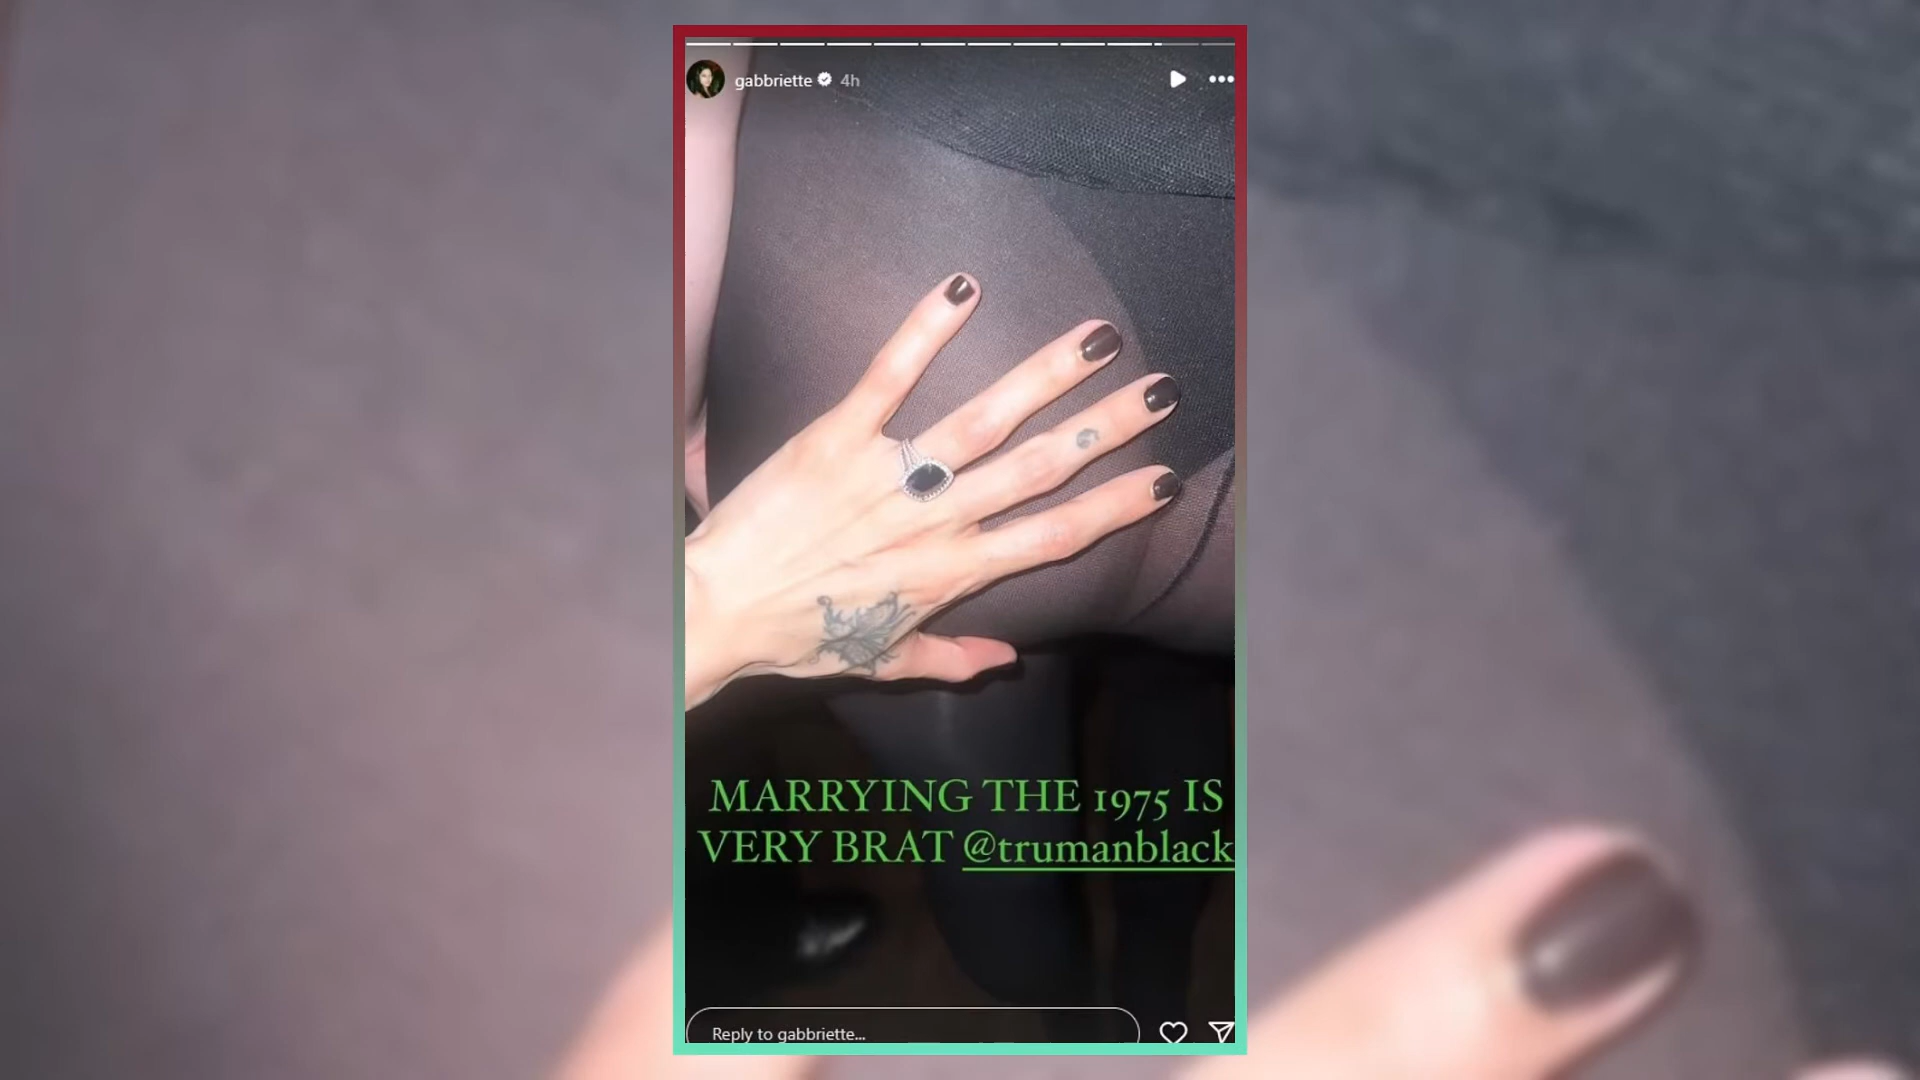 gabbriette 4h
MARRYING THE 1975 IS
VERY BRAT @trumanblack
Reply to gabbriette...